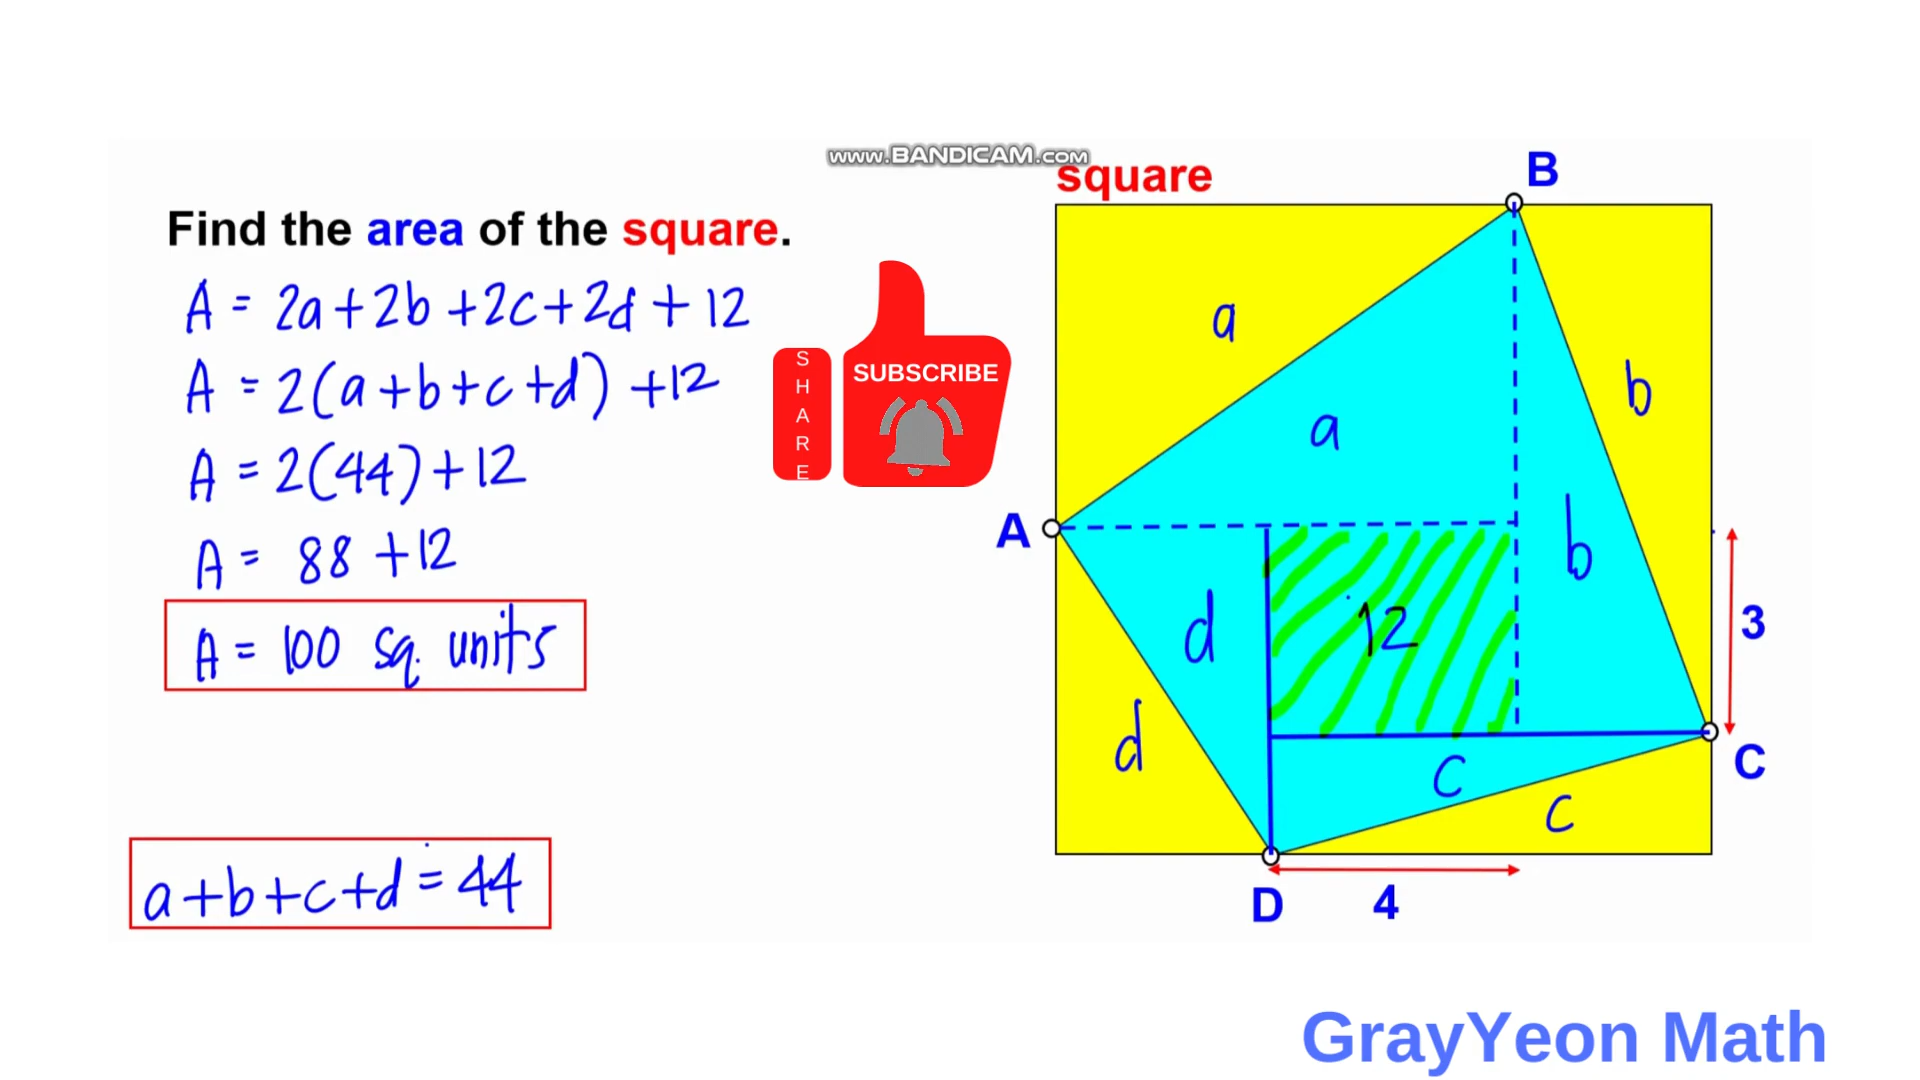 www.BANDICAM.com
square
B
Find the area of the square.
A = 2a+2b+2c+2d+12
a
A = 2(a+b+c+d)+12
SHARE
SUBSCRIBE
b
a
A = 2(44)+12
A
A = 88+12
b
d
12
3
A = 100 sq. units
d
c
C
c
a+b+c+d=44
D
4
GrayYeon Math